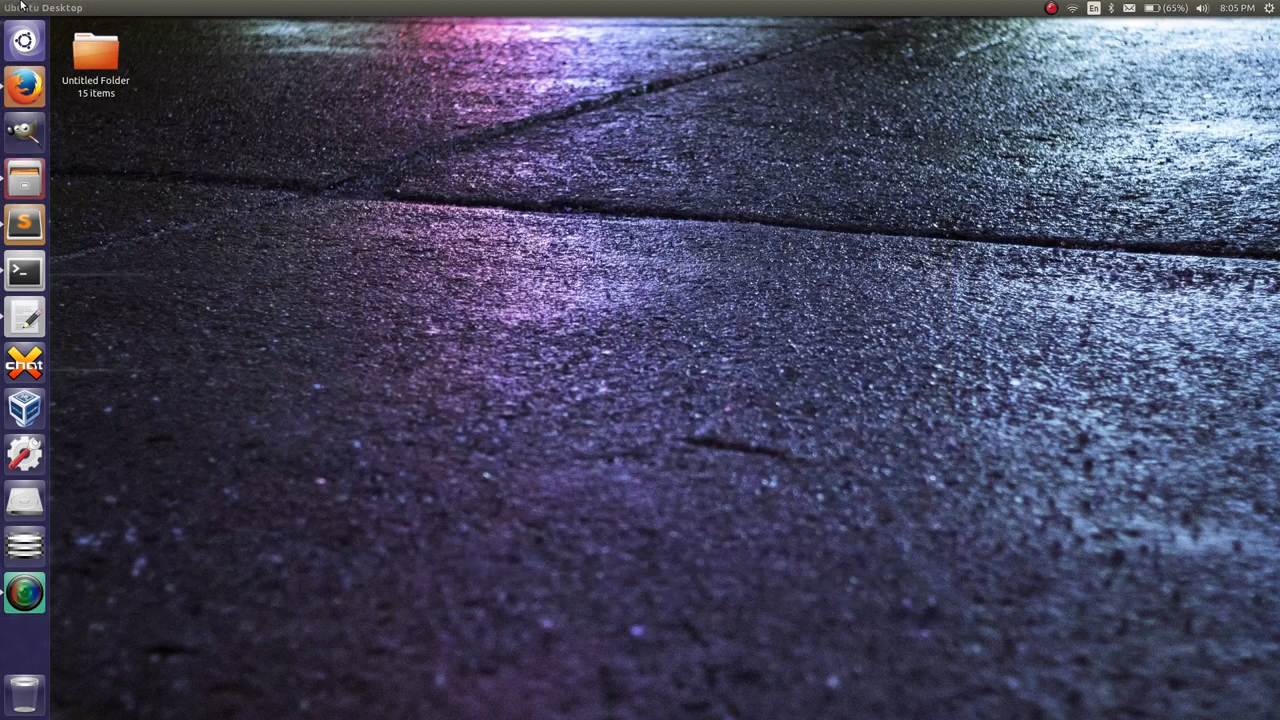 Ubuntu Desktop
En
(65%)
8:05 PM
Untitled Folder
15 items
S
>_
chat